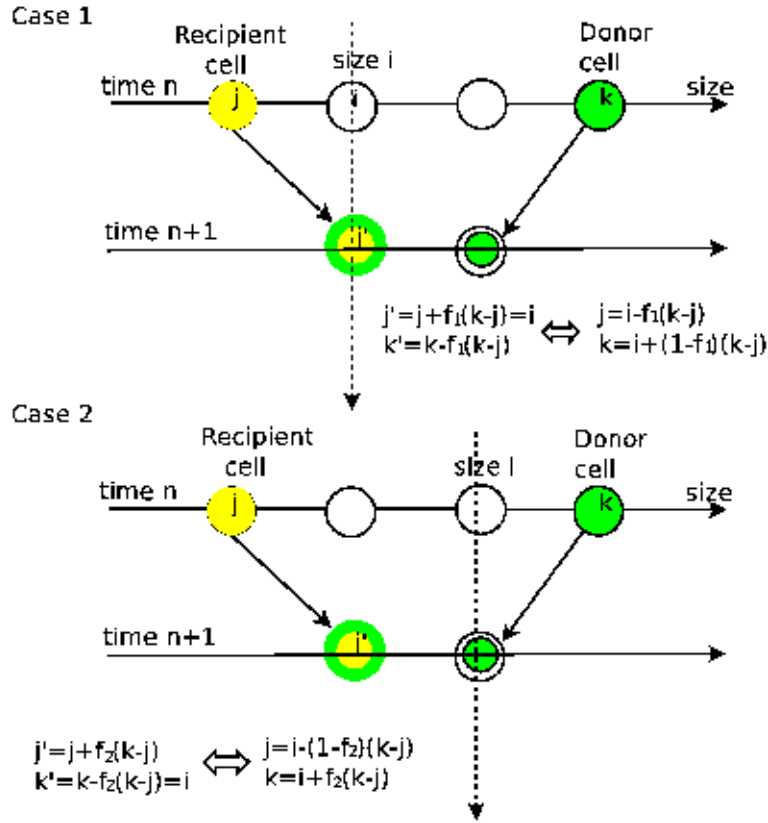 Case 1
Recipient cell
size i
Donor cell
time n
j
i
k
size
time n+1
j'
j'=j+f₁(k-j)=i ⇔ j=i-f₁(k-j)
k'=k-f₁(k-j) k=i+(1-f₁)(k-j)
Case 2
Recipient cell
size i
Donor cell
time n
j
k
size
time n+1
j'
j'=j+f₂(k-j) ⇔ j=i-(1-f₂)(k-j)
k'=k-f₂(k-j)=i k=i+f₂(k-j)